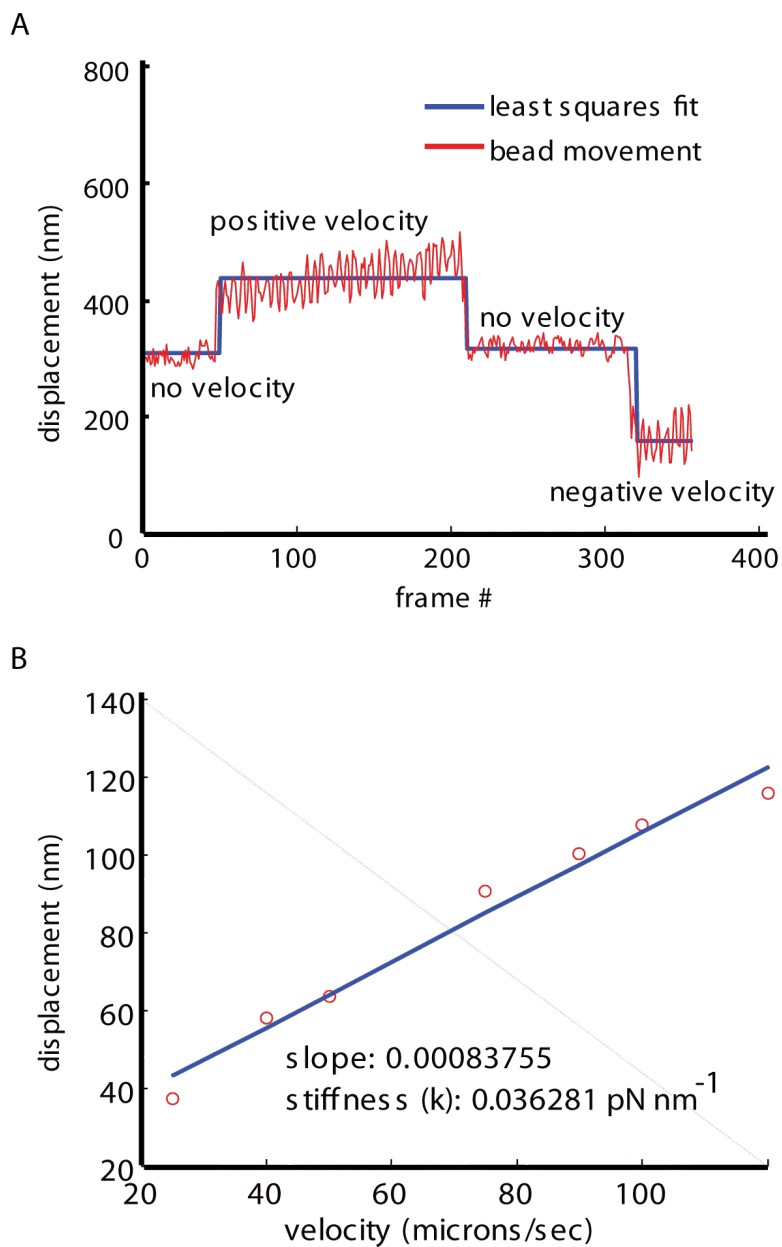 A
800
least squares fit
bead movement
600
positive velocity
displacement (nm)
400
no velocity
no velocity
200
negative velocity
0
0 100 200 300 400
frame #
B
140
120
100
displacement (nm)
80
60
slope: 0.00083755
stiffness (k): 0.036281 pN nm⁻¹
40
20
20 40 60 80 100
velocity (microns/sec)